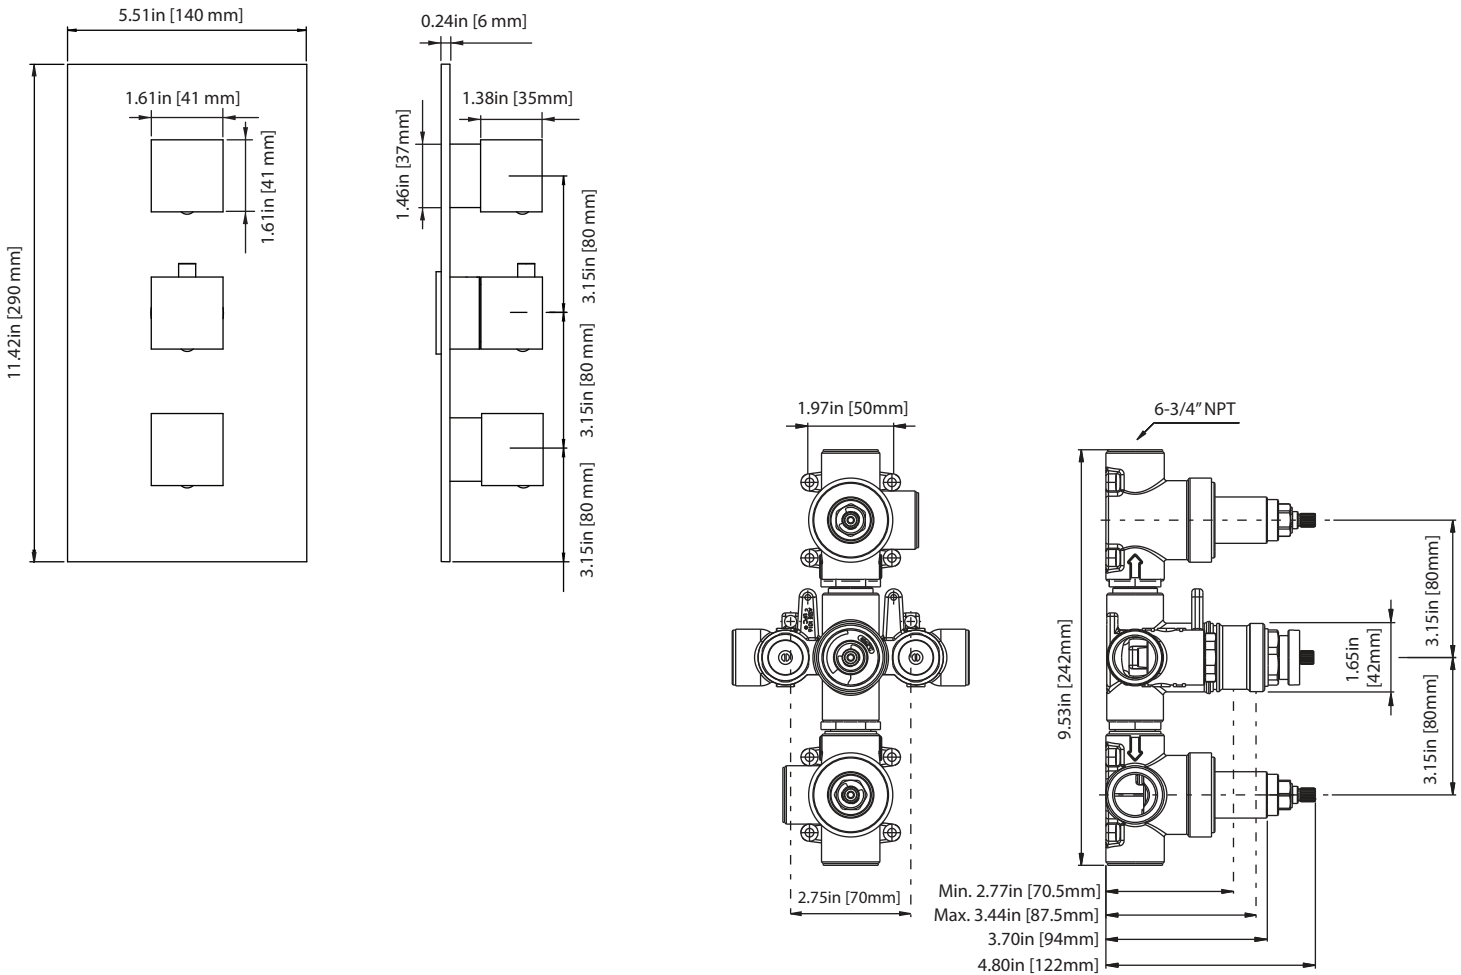 5.51in [140 mm]
0.24in [6 mm]
1.61in [41 mm]
1.61in [41 mm]
11.42in [290 mm]
1.38in [35mm]
1.46in [37mm]
3.15in [80 mm]
3.15in [80 mm]
3.15in [80 mm]
1.97in [50mm]
2.75in [70mm]
6-3/4” NPT
9.53in [242mm]
1.65in
[42mm]
3.15in [80mm]
3.15in [80mm]
Min. 2.77in [70.5mm]
Max. 3.44in [87.5mm]
3.70in [94mm]
4.80in [122mm]